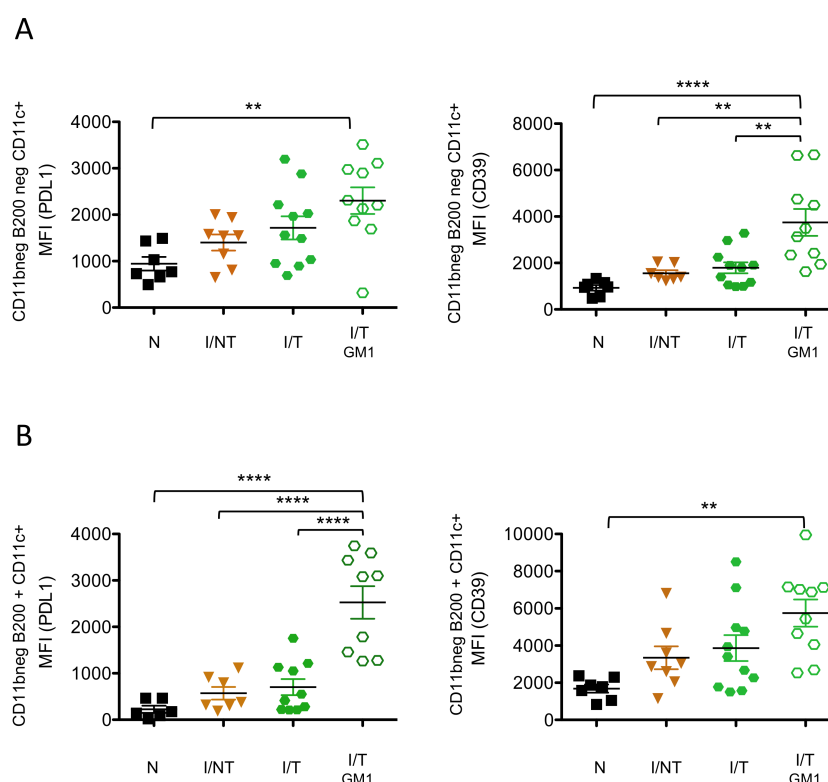 A
CD11bneg B200 neg CD11c+
MFI (PDL1)
**
4000
3000
2000
1000
0
N
I/NT
I/T
I/T
GM1
CD11bneg B200 neg CD11c+
MFI (CD39)
****
**
**
8000
6000
4000
2000
0
N
I/NT
I/T
I/T
GM1
B
CD11bneg B200 + CD11c+
MFI (PDL1)
****
****
****
4000
3000
2000
1000
0
N
I/NT
I/T
I/T
GM1
CD11bneg B200 + CD11c+
MFI (CD39)
**
10000
8000
6000
4000
2000
0
N
I/NT
I/T
I/T
GM1